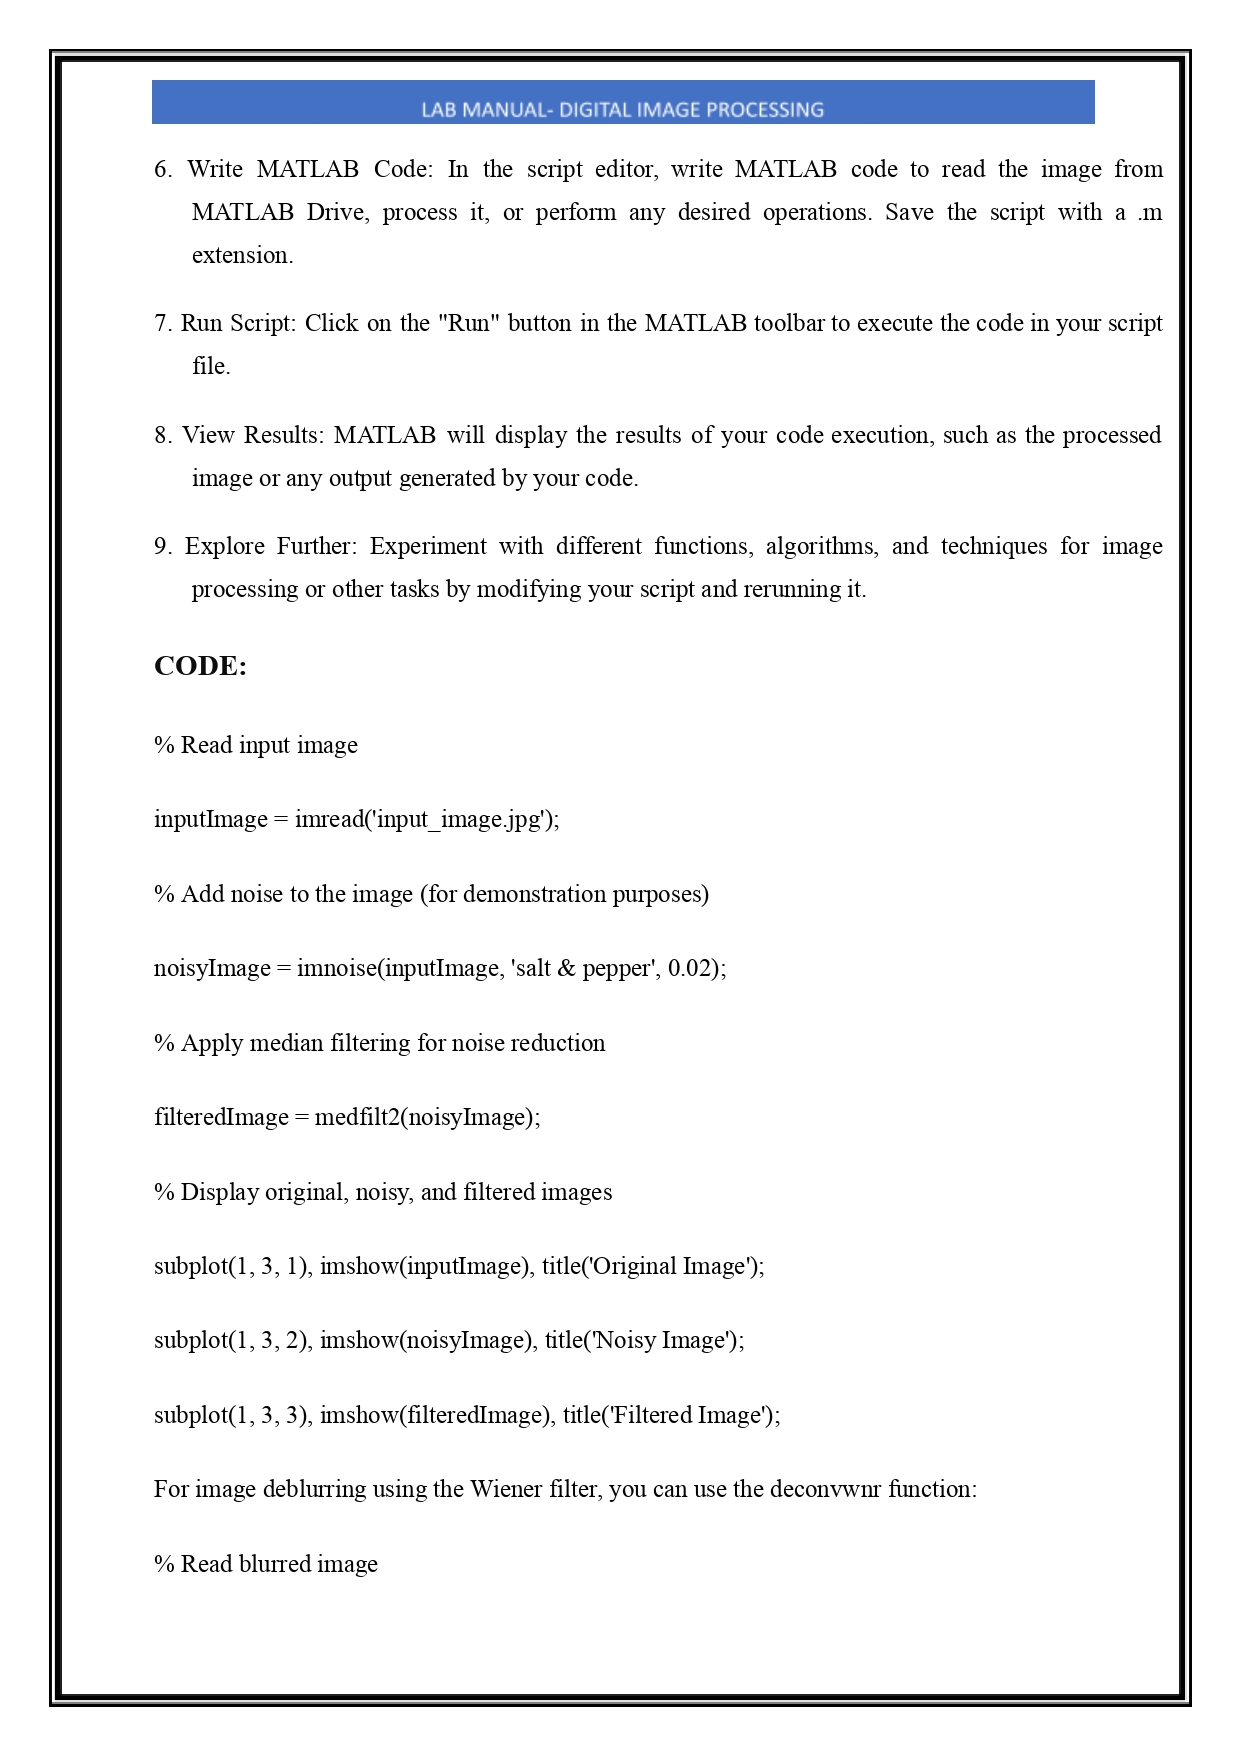 LAB MANUAL- DIGITAL IMAGE PROCESSING
6. Write MATLAB Code: In the script editor, write MATLAB code to read the image from
MATLAB Drive, process it, or perform any desired operations. Save the script with a .m
extension.
7. Run Script: Click on the "Run" button in the MATLAB toolbar to execute the code in your script
file.
8. View Results: MATLAB will display the results of your code execution, such as the processed
image or any output generated by your code.
9. Explore Further: Experiment with different functions, algorithms, and techniques for image
processing or other tasks by modifying your script and rerunning it.
CODE:
% Read input image
inputImage = imread('input_image.jpg');
% Add noise to the image (for demonstration purposes)
noisyImage = imnoise(inputImage, 'salt & pepper', 0.02);
% Apply median filtering for noise reduction
filteredImage = medfilt2(noisyImage);
% Display original, noisy, and filtered images
subplot(1, 3, 1), imshow(inputImage), title('Original Image');
subplot(1, 3, 2), imshow(noisyImage), title('Noisy Image');
subplot(1, 3, 3), imshow(filteredImage), title('Filtered Image');
For image deblurring using the Wiener filter, you can use the deconvwnr function:
% Read blurred image